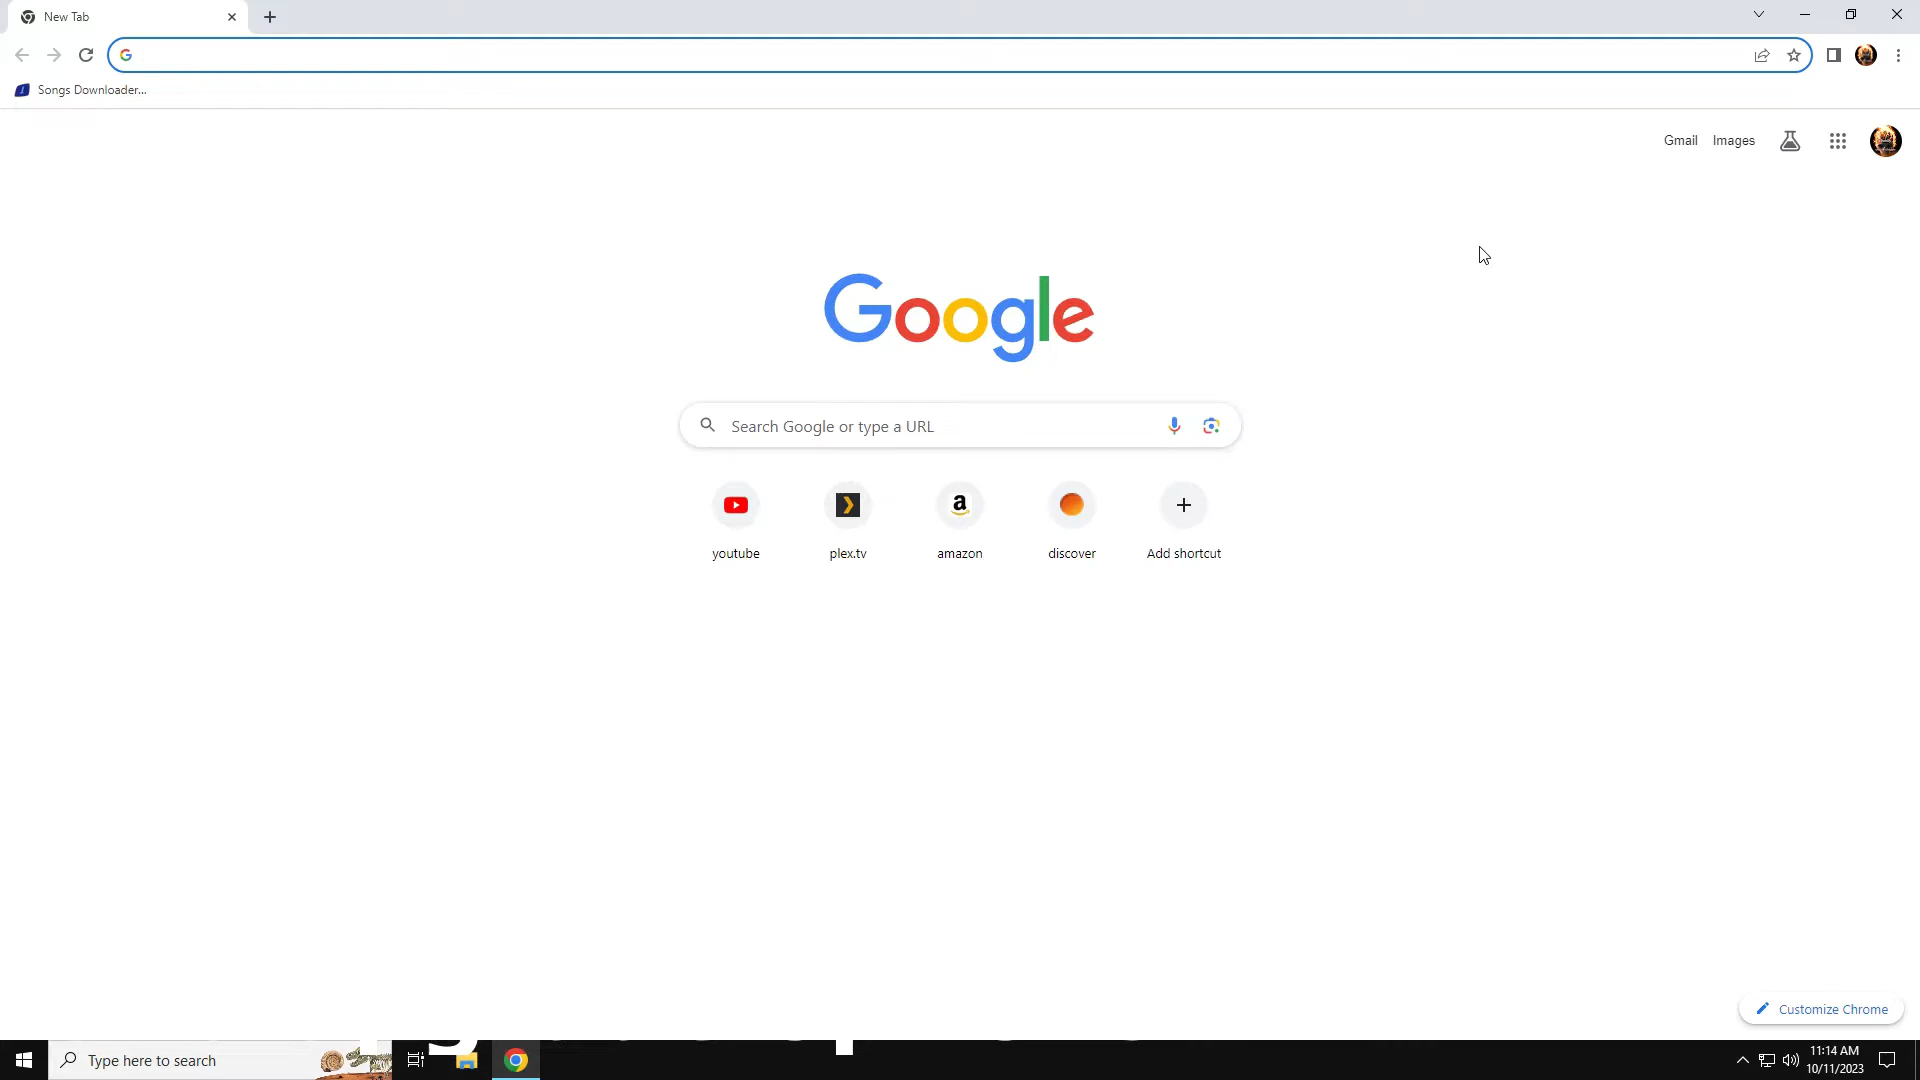 New Tab
Songs Downloader...
Gmail Images
Google
Search Google or type a URL
youtube plex.tv amazon discover Add shortcut
Customize Chrome
Type here to search
11:14 AM
10/11/2023